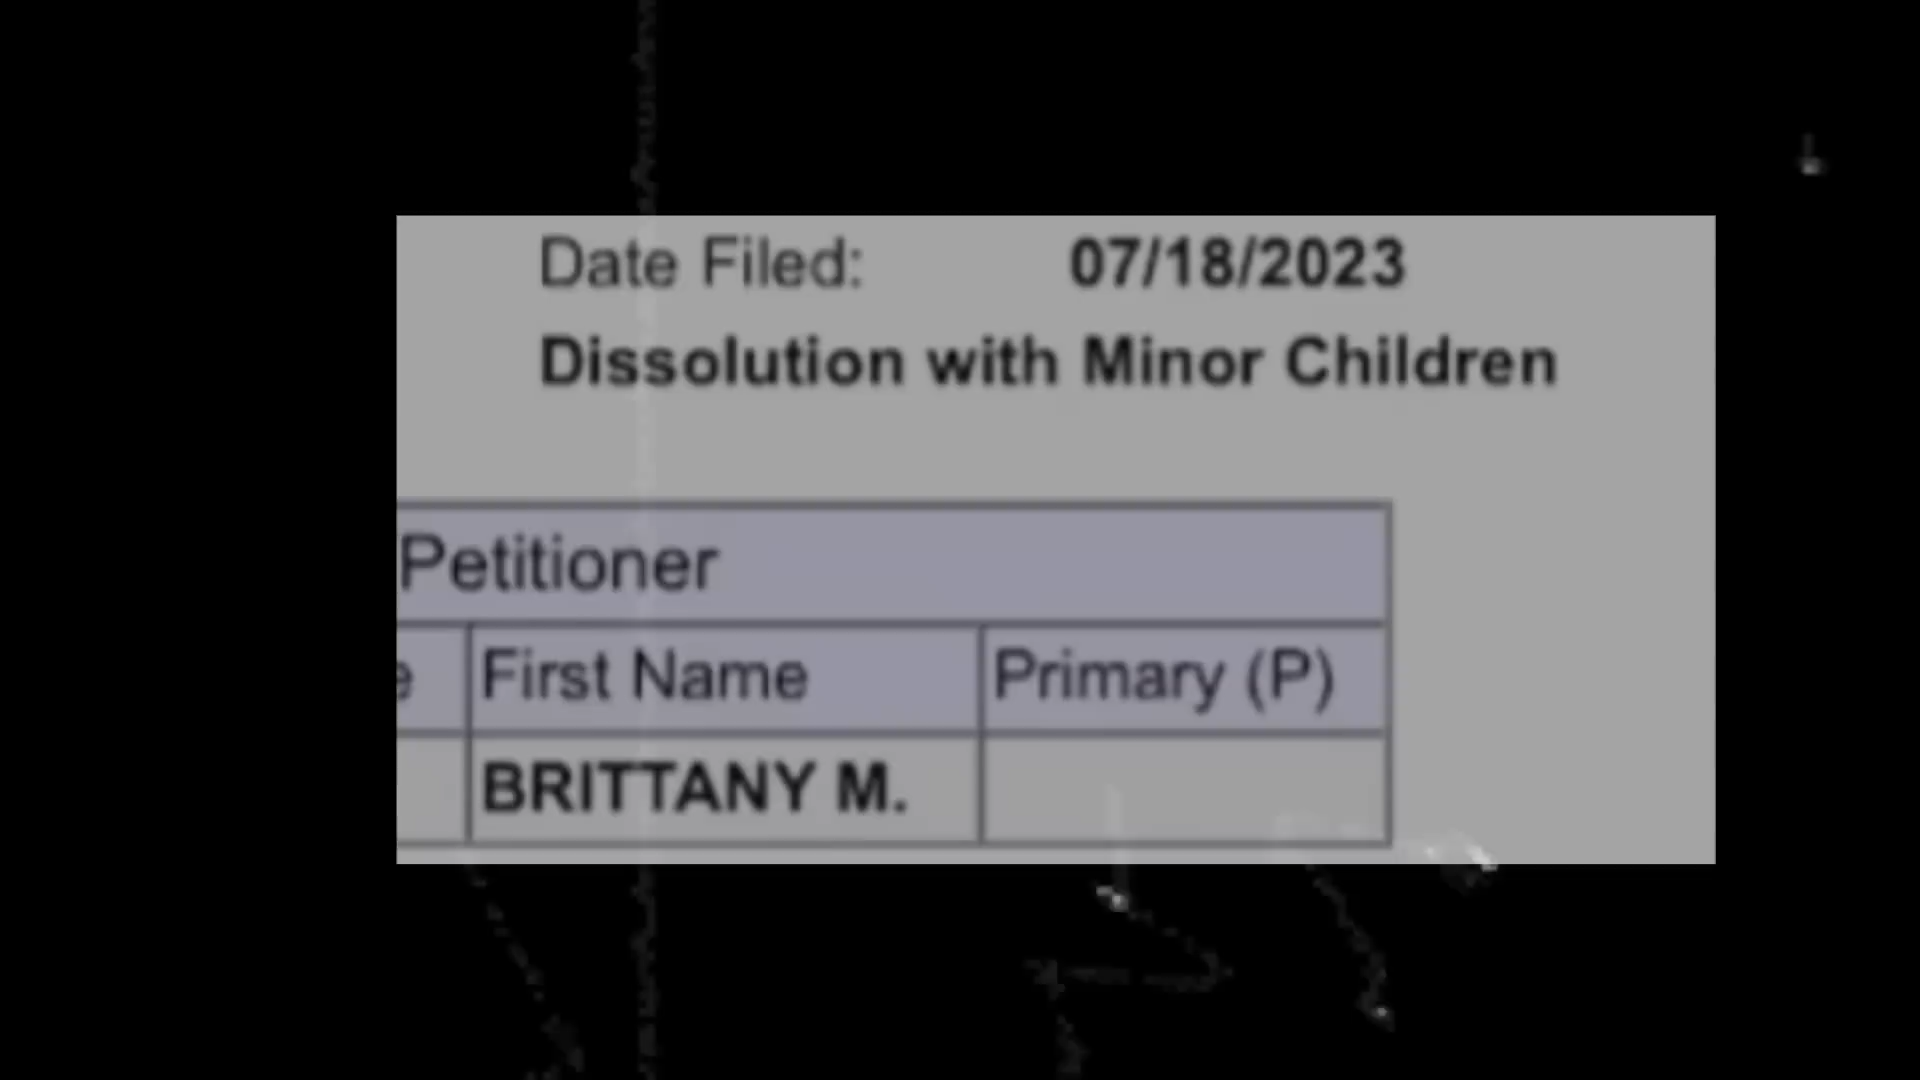 Date Filed: 07/18/2023
Dissolution with Minor Children
Petitioner
First Name Primary (P)
BRITTANY M.